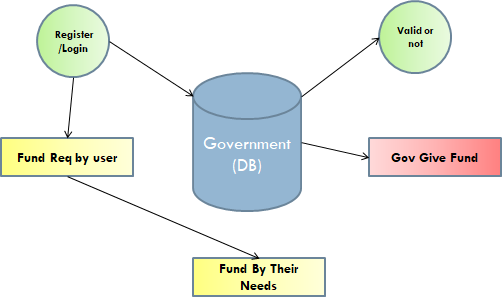 Register
/Login
Valid or
not
Government
(DB)
Fund Req by user
Gov Give Fund
Fund By Their
Needs